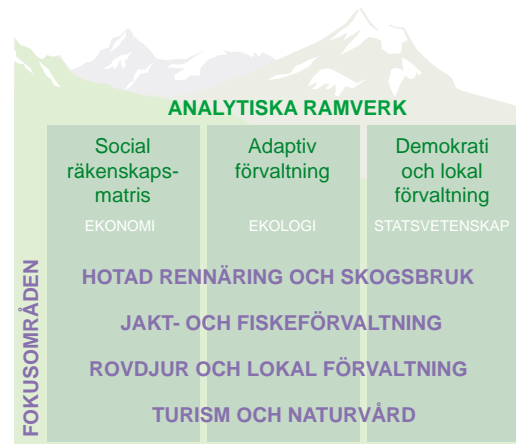 ANALYTISKA RAMVERK
Social
räkenskaps-
matris
EKONOMI
Adaptiv
förvaltning
EKOLOGI
Demokrati
och lokal
förvaltning
STATSVETENSKAP
FOKUSOMRÅDEN
HOTAD RENNÄRING OCH SKOGSBRUK
JAKT- OCH FISKEFÖRVALTNING
ROVDJUR OCH LOKAL FÖRVALTNING
TURISM OCH NATURVÅRD